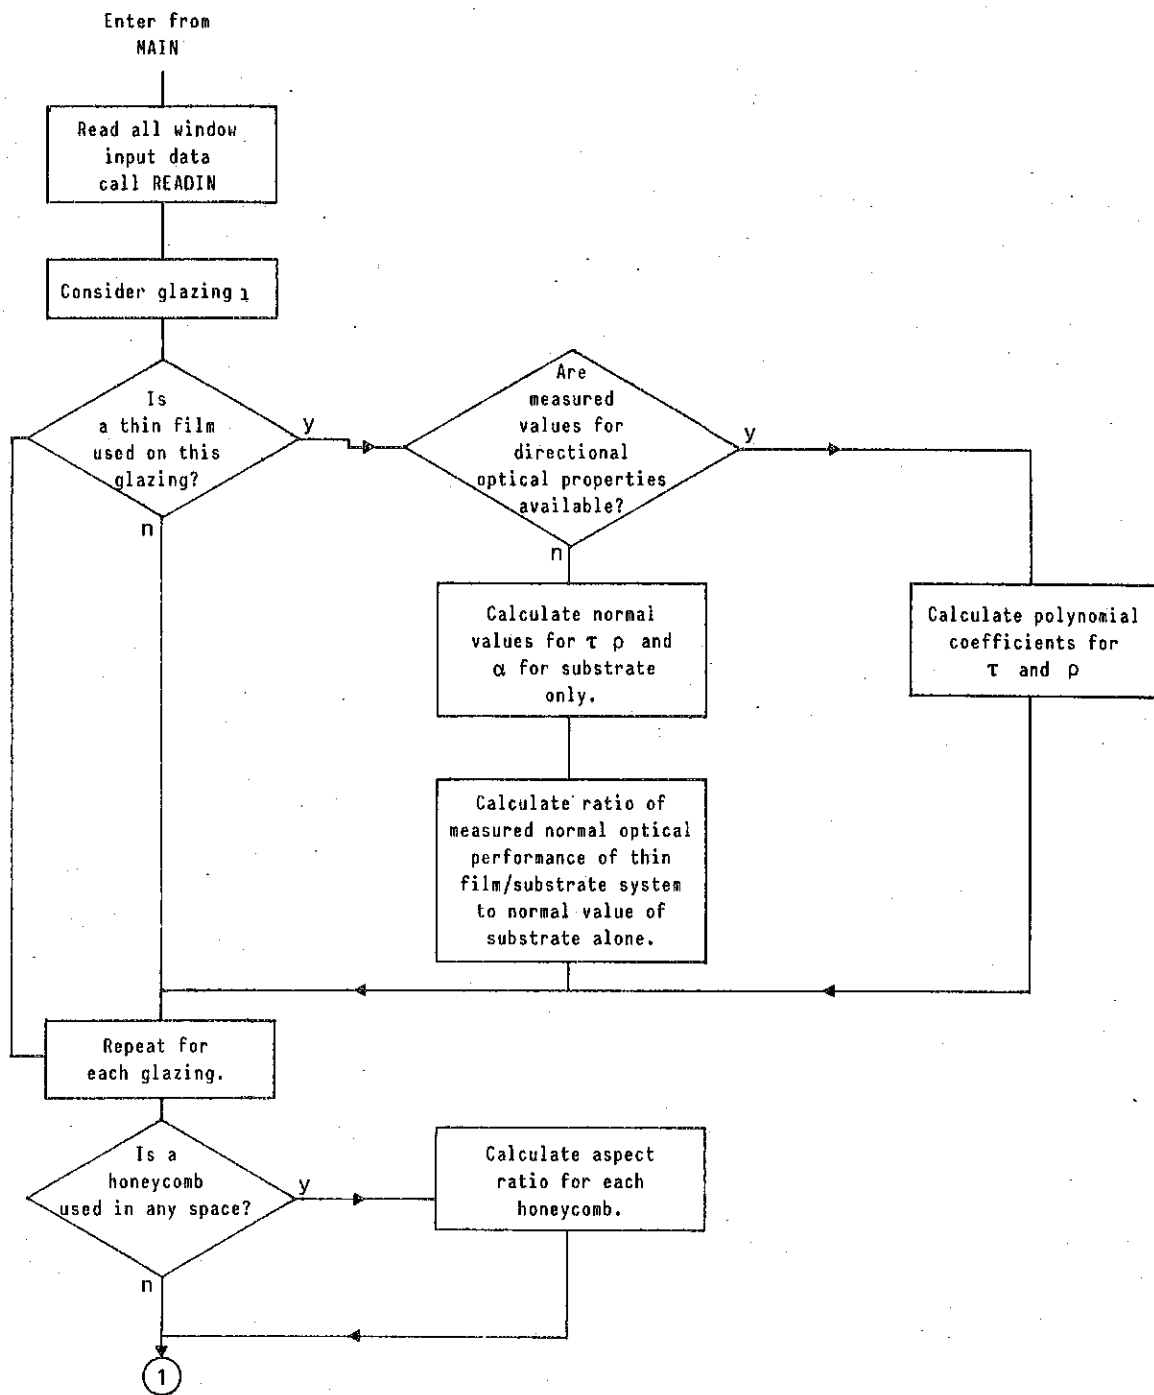 Enter from
MAIN
Read all window
input data
call READIN
Consider glazing 1
Is
a thin film
used on this
glazing?
y
n
Are
measured
values for
directional
optical properties
available?
y
n
Calculate normal
values for τ ρ and
α for substrate
only.
Calculate polynomial
coefficients for
τ and ρ
Calculate ratio of
measured normal optical
performance of thin
film/substrate system
to normal value of
substrate alone.
Repeat for
each glazing.
Is a
honeycomb
used in any space?
y
n
Calculate aspect
ratio for each
honeycomb.
1